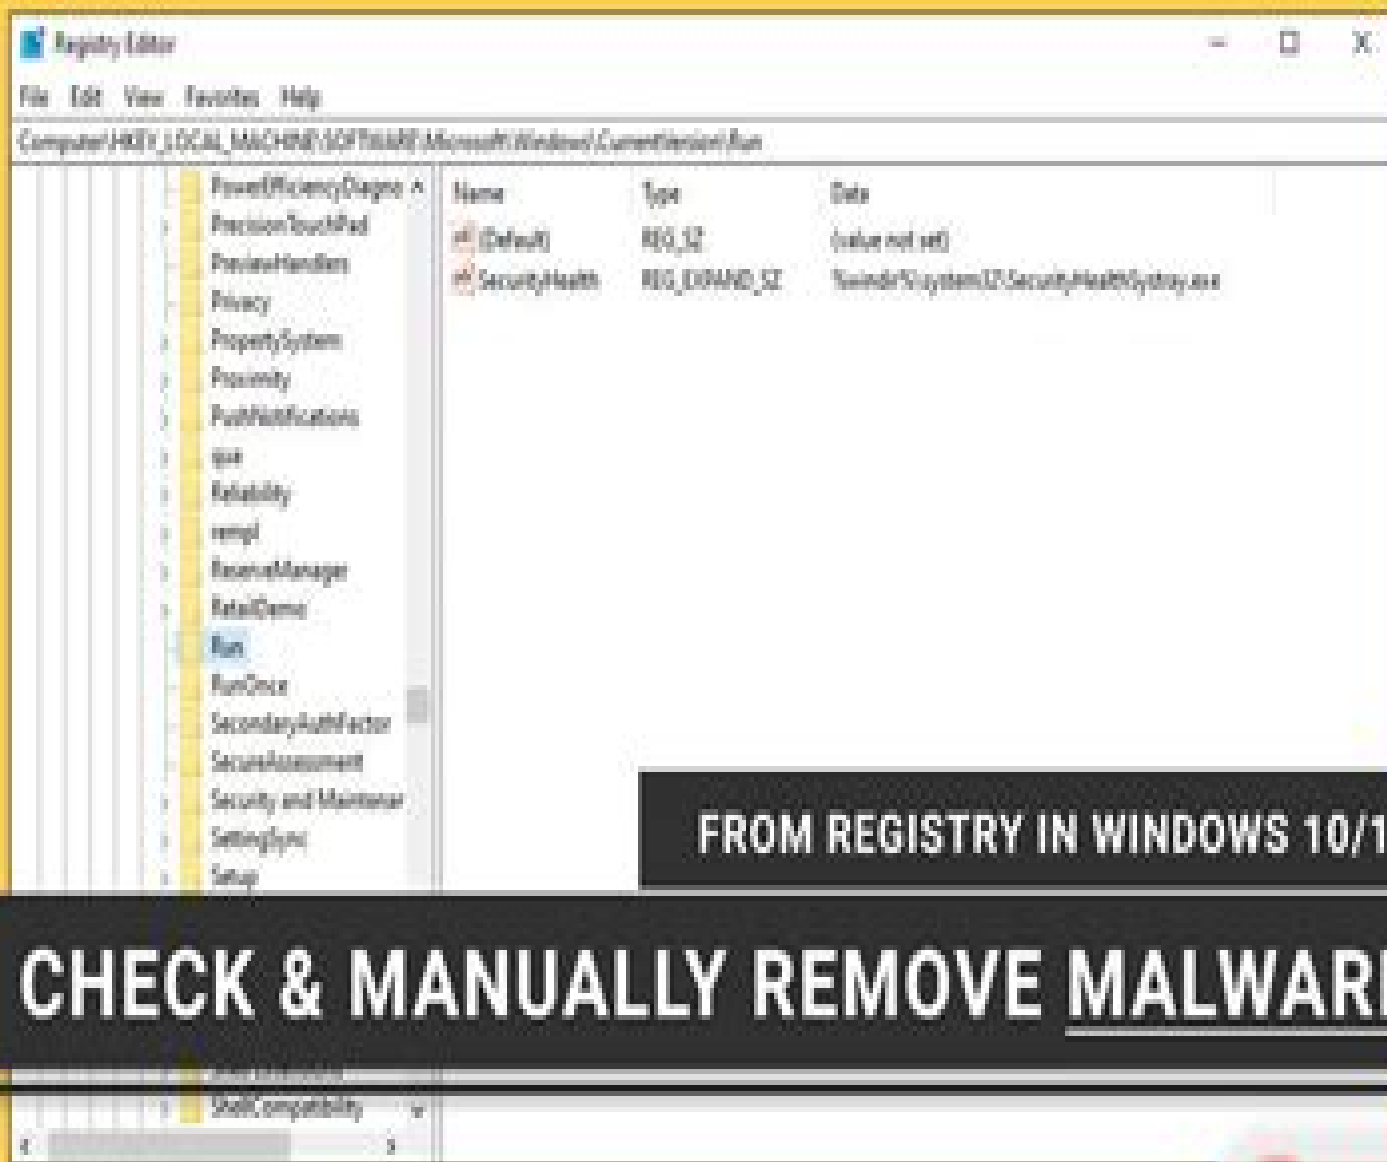 Registry Editor
File Edit View Favorites Help
Computer\HKEY_LOCAL_MACHINE\SOFTWARE\Microsoft\Windows\CurrentVersion\Run
PowerEfficiencyDiagno
PrecisionTouchPad
PreviewHandlers
Privacy
PropertySystem
Proximity
PushNotifications
Reliability
rempl
ReserveManager
RetailDemo
Run
RunOnce
SecondaryAuthFactor
SecureAssessment
Security and Maintenar
SettingSync
Setup
ShellCompatibility
Name Type Data
(Default) REG_SZ (value not set)
SecurityHealth REG_EXPAND_SZ %windir%\system32\SecurityHealthSystray.exe
FROM REGISTRY IN WINDOWS 10/1
CHECK & MANUALLY REMOVE MALWAR